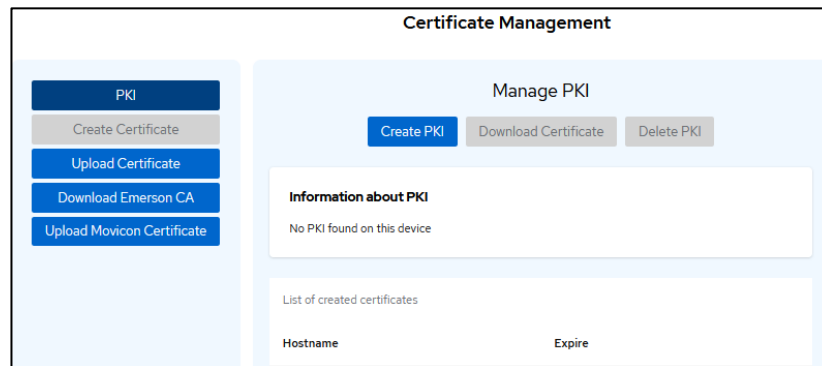 Certificate Management
PKI
Create Certificate
Upload Certificate
Download Emerson CA
Upload Movicon Certificate
Manage PKI
Create PKI Download Certificate Delete PKI
Information about PKI
No PKI found on this device
List of created certificates
Hostname Expire